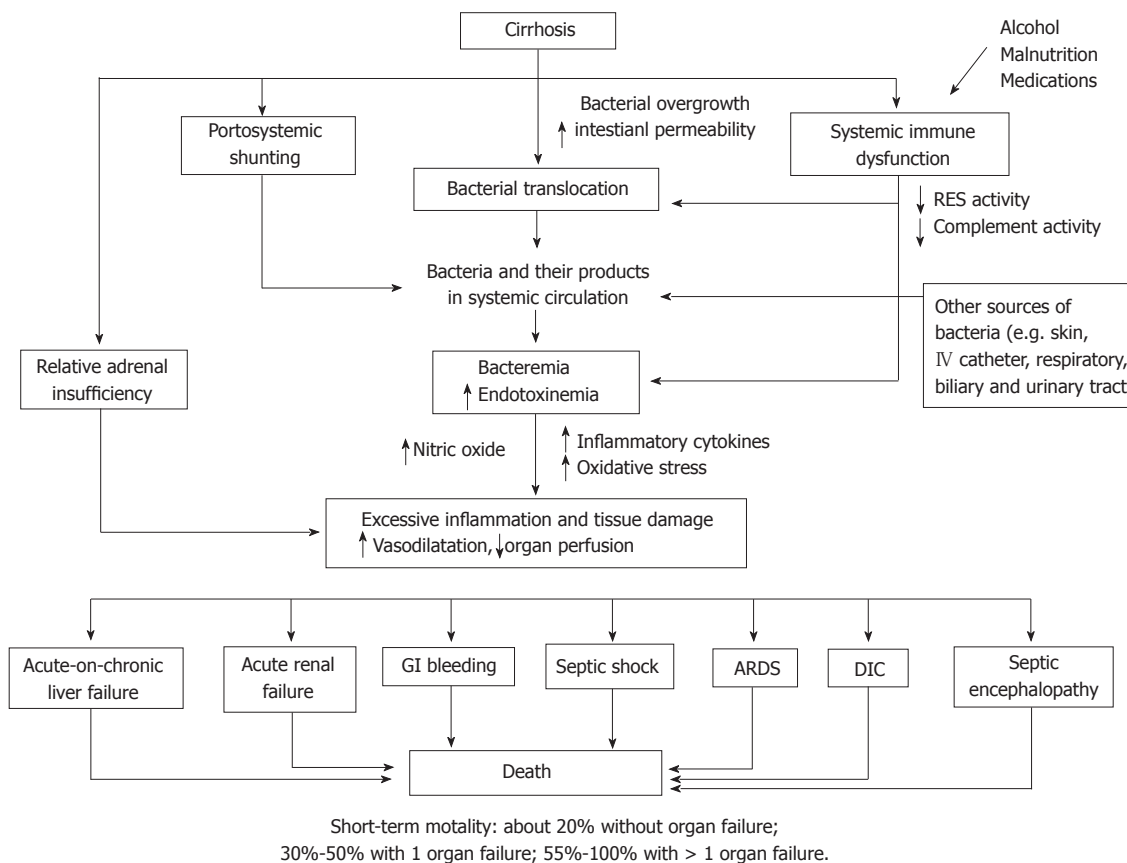 Cirrhosis
Alcohol
Malnutrition
Medications
Bacterial overgrowth
intestianl permeability
Portosystemic
shunting
Systemic immune
dysfunction
Bacterial translocation
RES activity
Complement activity
Bacteria and their products
in systemic circulation
Other sources of
bacteria (e.g. skin,
Ⅳ catheter, respiratory,
biliary and urinary tract
Relative adrenal
insufficiency
Bacteremia
Endotoxinemia
Nitric oxide
Inflammatory cytokines
Oxidative stress
Excessive inflammation and tissue damage
Vasodilatation, organ perfusion
Acute-on-chronic
liver failure
Acute renal
failure
GI bleeding
Septic shock
ARDS
DIC
Septic
encephalopathy
Death
Short-term motality: about 20% without organ failure;
30%-50% with 1 organ failure; 55%-100% with > 1 organ failure.